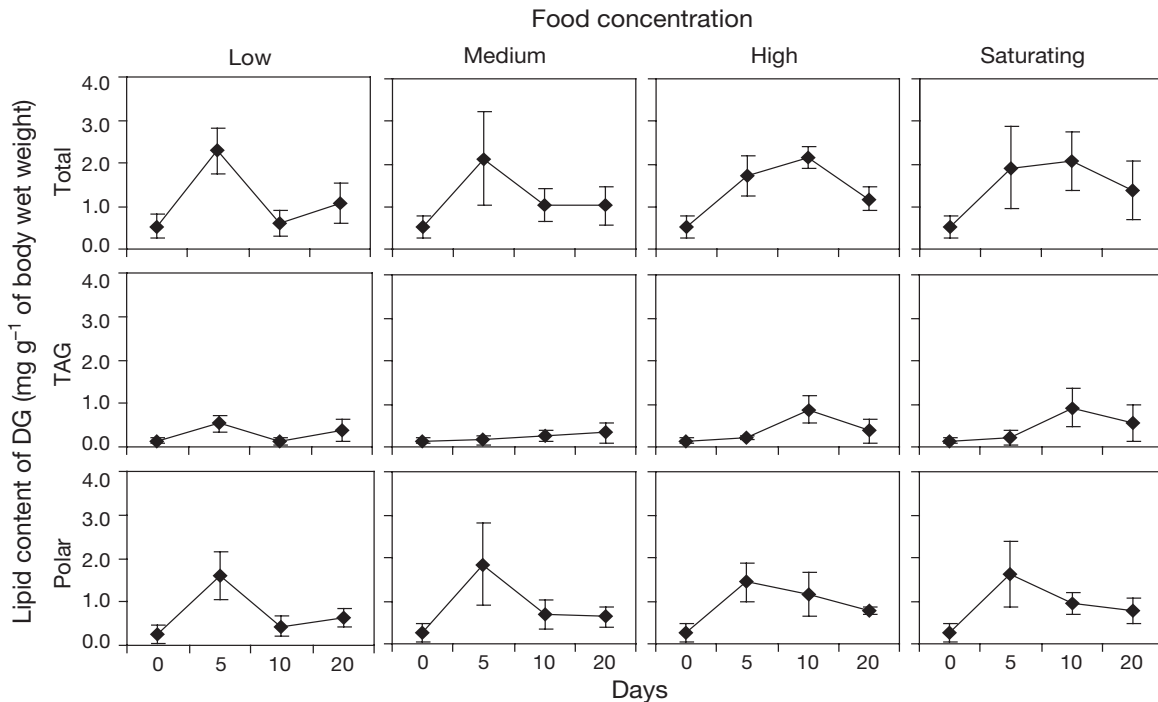 Food concentration
Low Medium High Saturating
Lipid content of DG (mg g⁻¹ of body wet weight)
Total
4.0
3.0
2.0
1.0
0.0
TAG
4.0
3.0
2.0
1.0
0.0
Polar
4.0
3.0
2.0
1.0
0.0
0 5 10 20 0 5 10 20 0 5 10 20 0 5 10 20
Days